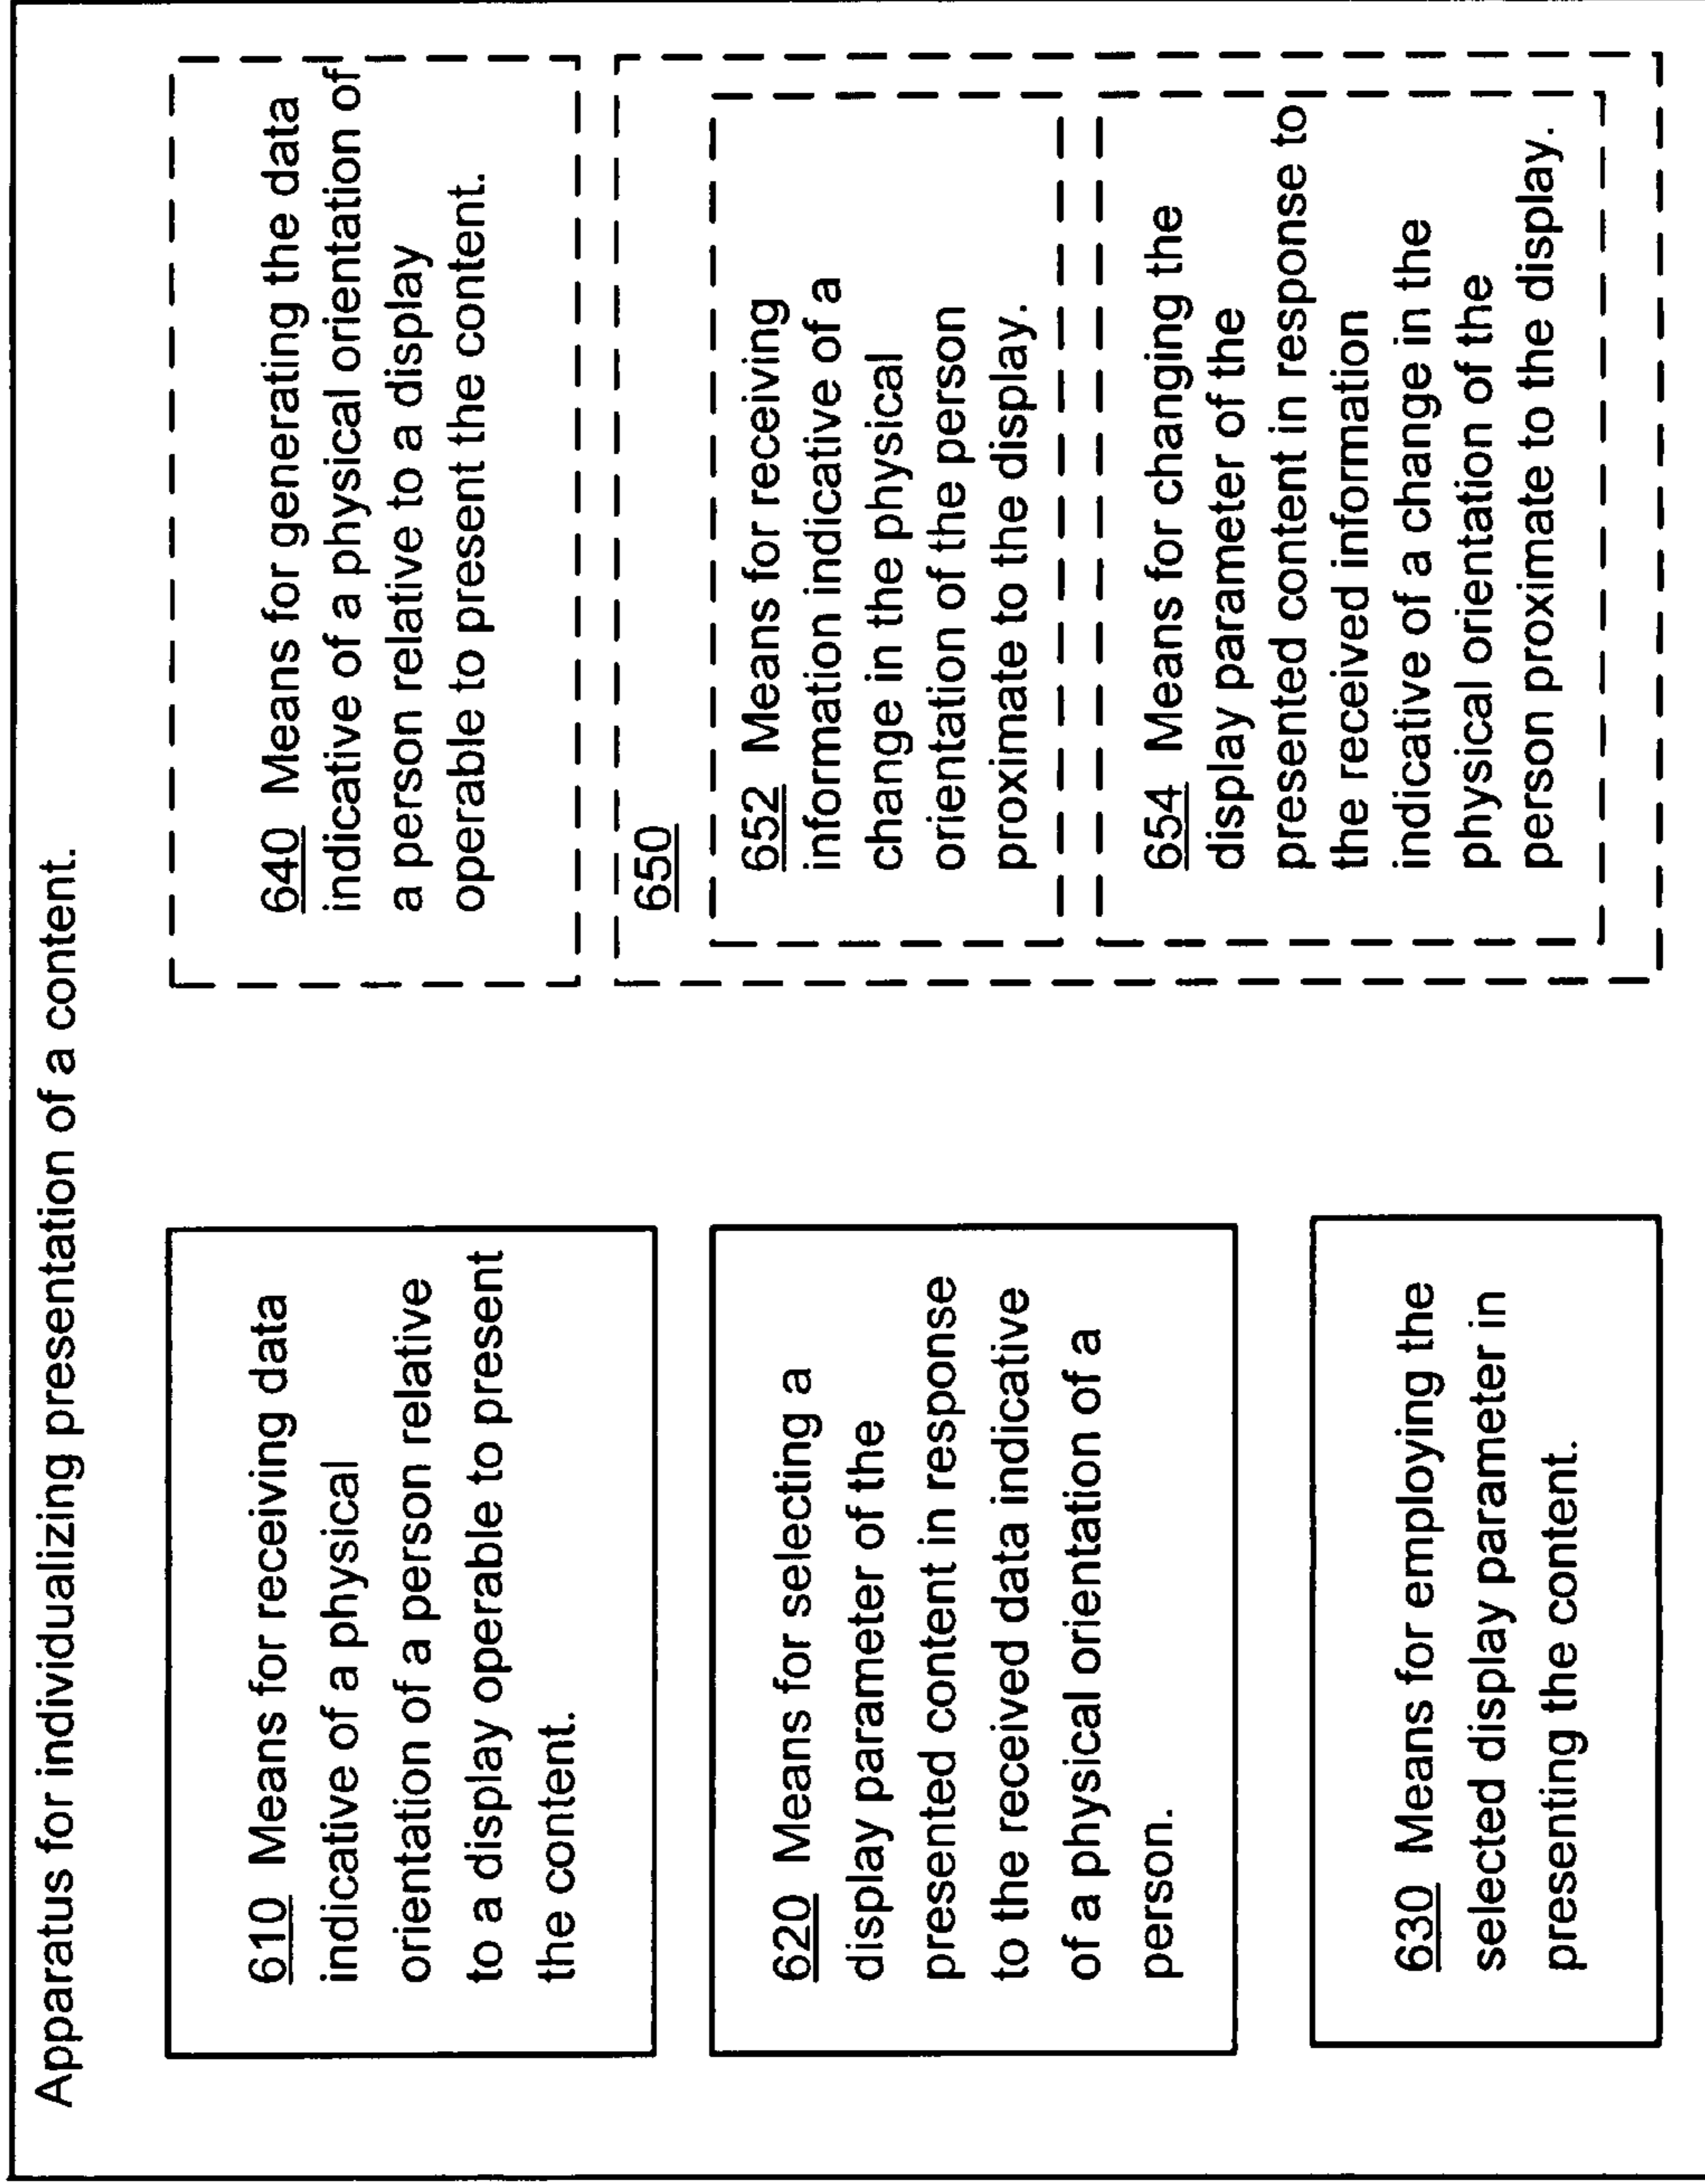 Apparatus for individualizing presentation of a content.
610 Means for receiving data
indicative of a physical
orientation of a person relative
to a display operable to present
the content.
620 Means for selecting a
display parameter of the
presented content in response
to the received data indicative
of a physical orientation of a
person.
630 Means for employing the
selected display parameter in
presenting the content.
640 Means for generating the data
indicative of a physical orientation of
a person relative to a display
operable to present the content.
650
652 Means for receiving
information indicative of a
change in the physical
orientation of the person
proximate to the display.
654 Means for changing the
display parameter of the
presented content in response to
the received information
indicative of a change in the
physical orientation of the
person proximate to the display.